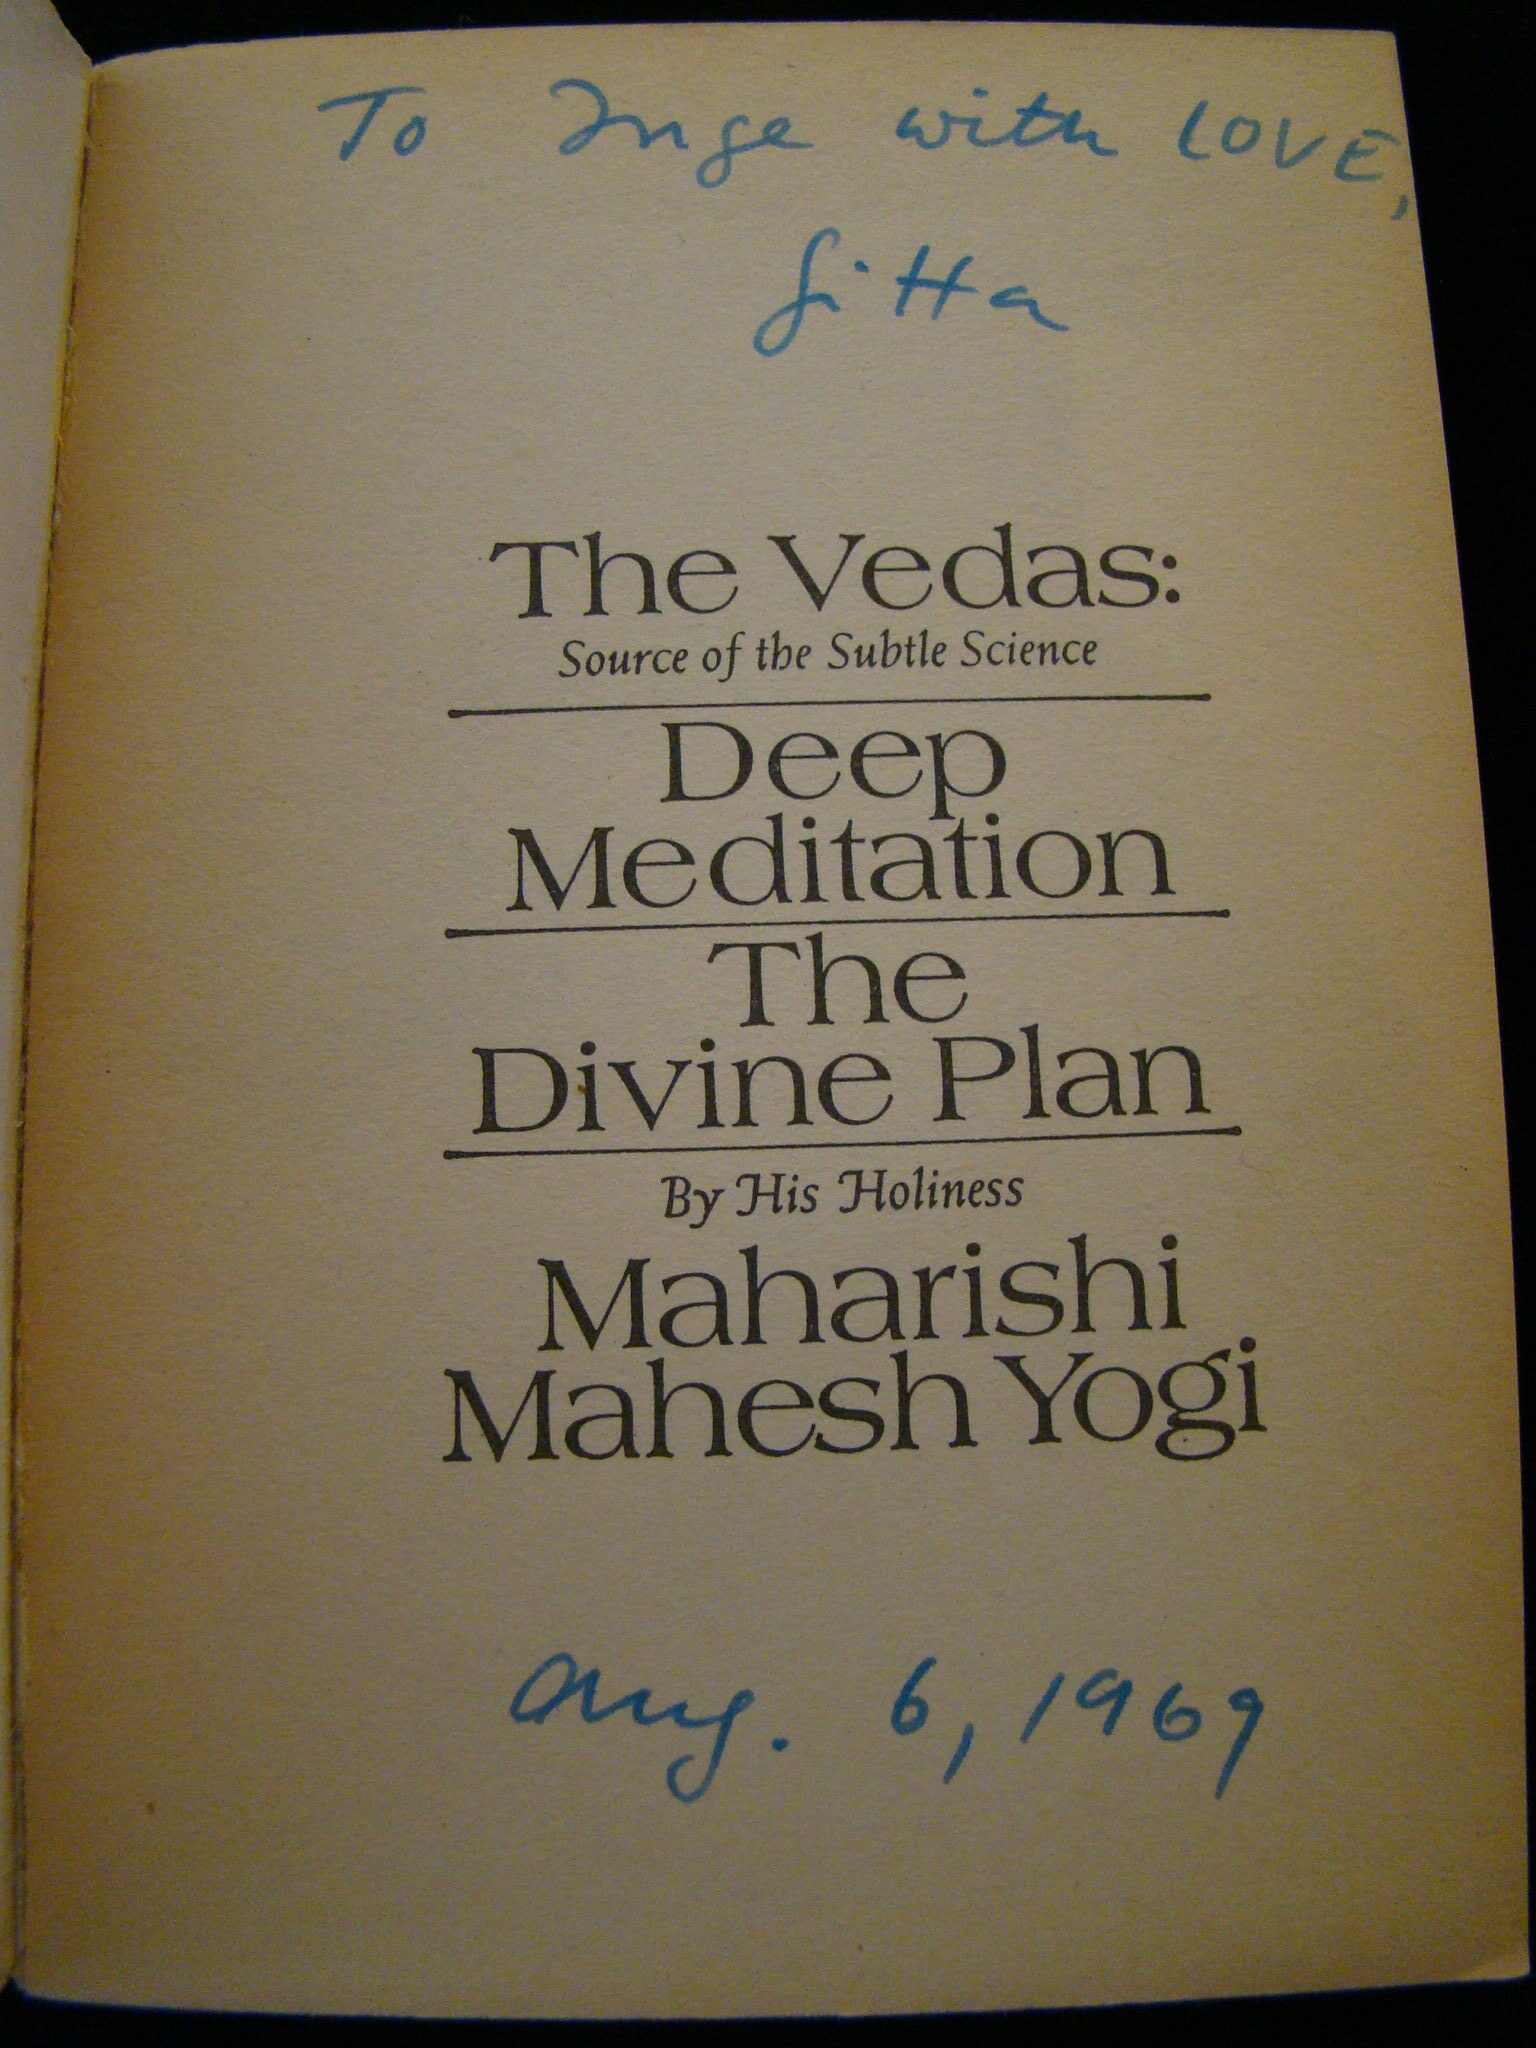 To Inge with LOVE,
Gitta
The Vedas:
Source of the Subtle Science
Deep
Meditation
The
Divine Plan
By His Holiness
Maharishi
Mahesh Yogi
Aug. 6, 1969